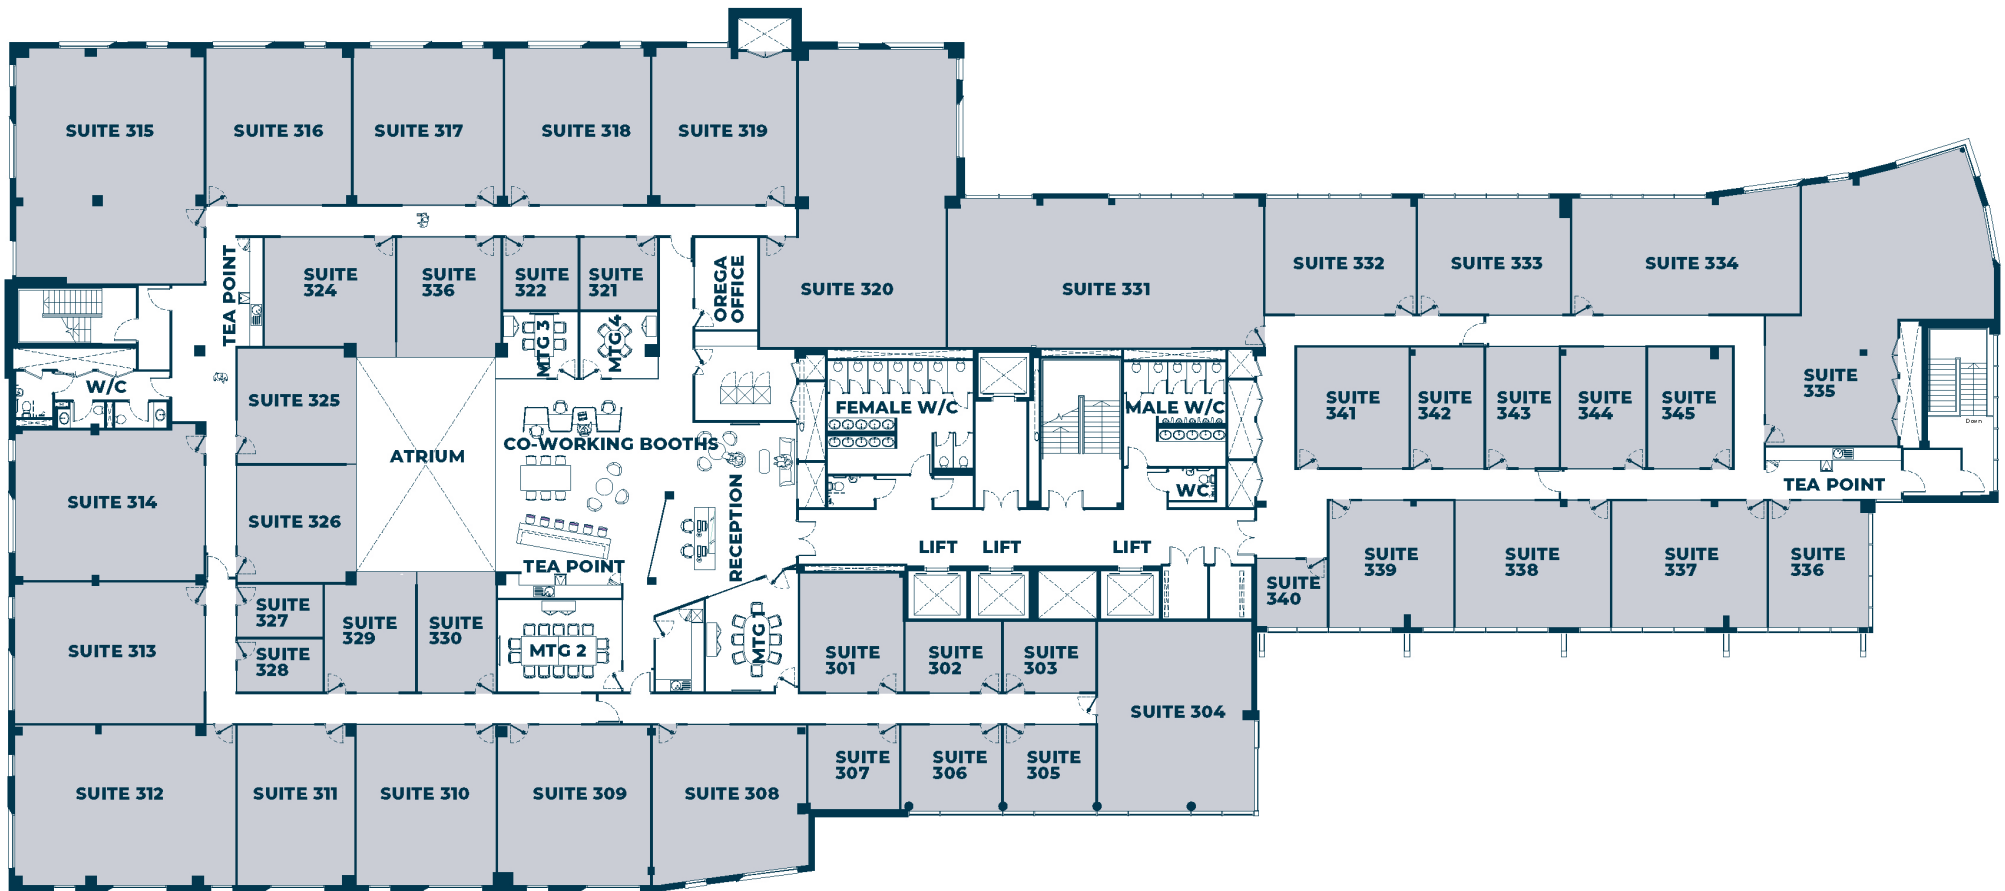 SUITE 315
SUITE 316
SUITE 317
SUITE 318
SUITE 319
TEA POINT
SUITE
324
SUITE
336
SUITE
322
SUITE
321
OREGA
OFFICE
SUITE 320
SUITE 331
SUITE 332
SUITE 333
SUITE 334
MTG 3
MTG 4
W/C
SUITE 325
FEMALE W/C
MALE W/C
SUITE
341
SUITE
342
SUITE
343
SUITE
344
SUITE
345
SUITE
335
Down
CO-WORKING BOOTHS
ATRIUM
SUITE 314
SUITE 326
RECEPTION
WC
TEA POINT
LIFT
LIFT
LIFT
TEA POINT
SUITE
339
SUITE
338
SUITE
337
SUITE
336
SUITE
340
SUITE
327
SUITE
328
SUITE
329
SUITE
330
SUITE 313
MTG 2
MTG 1
SUITE
301
SUITE
302
SUITE
303
SUITE 304
SUITE 312
SUITE 311
SUITE 310
SUITE 309
SUITE 308
SUITE
307
SUITE
306
SUITE
305